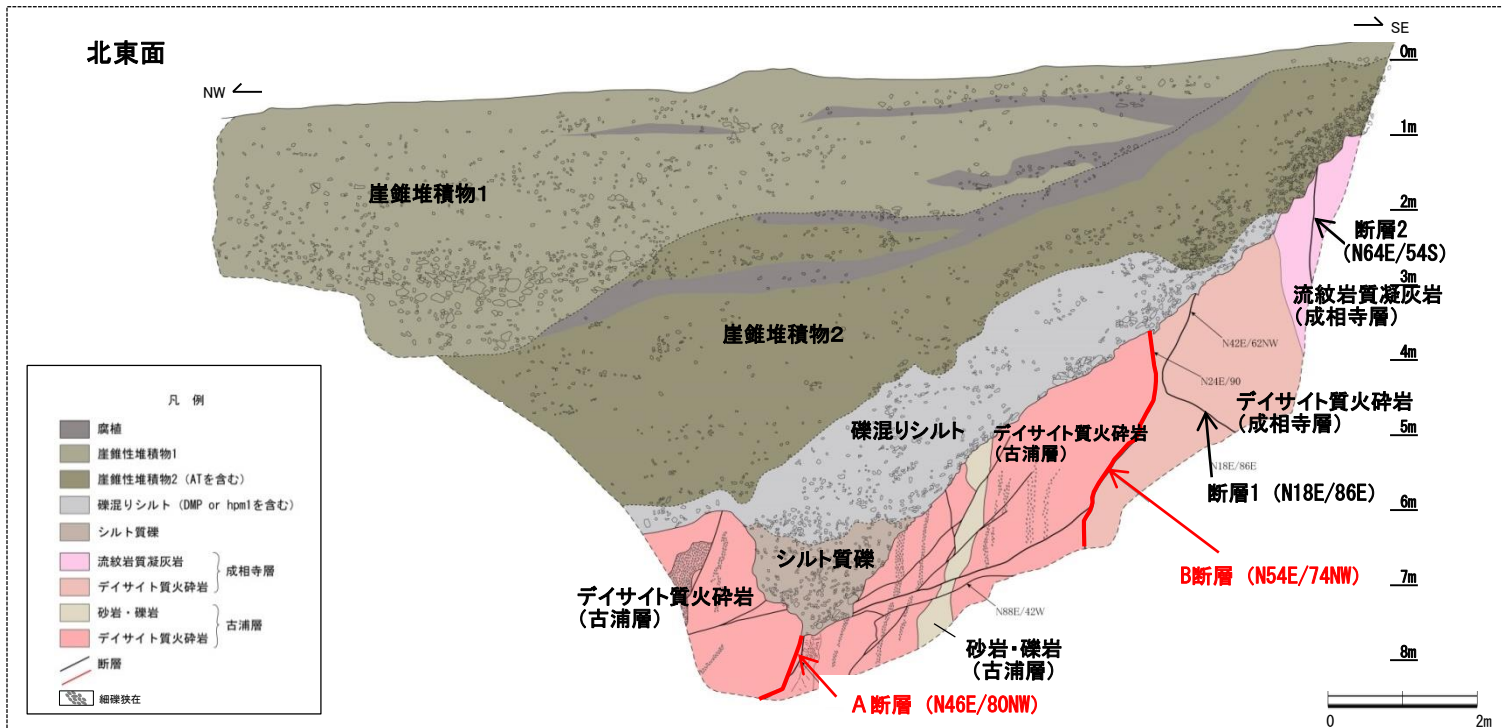 北東面
SE
NW
0m
1m
2m
3m
4m
5m
6m
7m
8m
崖錐堆積物1
崖錐堆積物2
断層2
(N64E/54S)
流紋岩質凝灰岩
(成相寺層)
N42E/62NW
N24E/90
デイサイト質火砕岩
(成相寺層)
礫混りシルト
デイサイト質火砕岩
(古浦層)
N18E/86E
断層1 (N18E/86E)
シルト質礫
B断層 (N54E/74NW)
デイサイト質火砕岩
(古浦層)
N88E/42W
砂岩・礫岩
(古浦層)
A断層 (N46E/80NW)
凡 例
腐植
崖錐性堆積物1
崖錐性堆積物2 (ATを含む)
礫混りシルト (DMP or hpm1を含む)
シルト質礫
流紋岩質凝灰岩
デイサイト質火砕岩
成相寺層
砂岩・礫岩
デイサイト質火砕岩
古浦層
断層
細礫狭在
0 2m